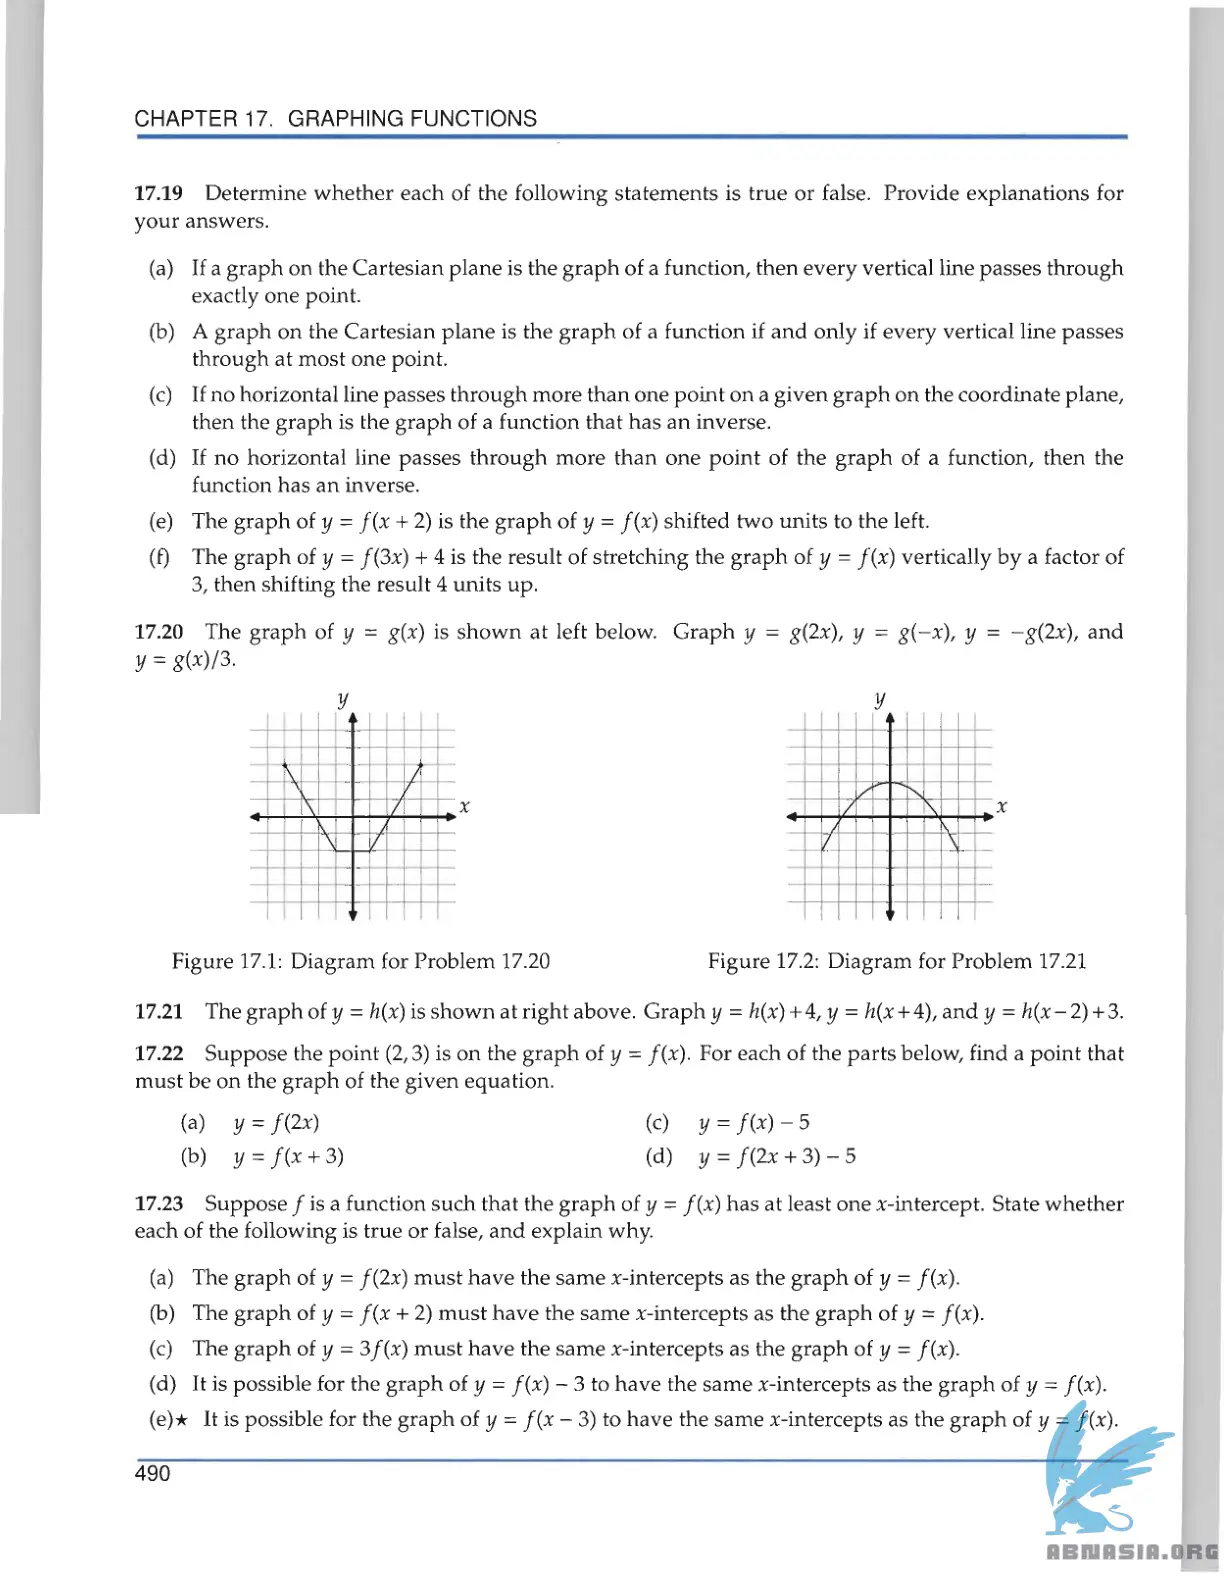 CHAPTER 17. GRAPHING FUNCTIONS
17.19 Determine whether each of the following statements is true or false. Provide explanations for
your answers.
(a) If a graph on the Cartesian plane is the graph of a function, then every vertical line passes through
exactly one point.
(b) A graph on the Cartesian plane is the graph of a function if and only if every vertical line passes
through at most one point.
(c) If no horizontal line passes through more than one point on a given graph on the coordinate plane,
then the graph is the graph of a function that has an inverse.
(d) If no horizontal line passes through more than one point of the graph of a function, then the
function has an inverse.
(e) The graph of y = f(x + 2) is the graph of y = f(x) shifted two units to the left.
(f) The graph of y = f(3x) + 4 is the result of stretching the graph of y = f(x) vertically by a factor of
3, then shifting the result 4 units up.
17.20 The graph of y = g(x) is shown at left below. Graph y = g(2x), y = g(−x), y = −g(2x), and
y = g(x)/3.
y
x
y
x
Figure 17.1: Diagram for Problem 17.20
Figure 17.2: Diagram for Problem 17.21
17.21 The graph of y = h(x) is shown at right above. Graph y = h(x)+4, y = h(x+4), and y = h(x−2)+3.
17.22 Suppose the point (2,3) is on the graph of y = f(x). For each of the parts below, find a point that
must be on the graph of the given equation.
(a) y = f(2x)
(c) y = f(x) − 5
(b) y = f(x + 3)
(d) y = f(2x + 3) − 5
17.23 Suppose f is a function such that the graph of y = f(x) has at least one x-intercept. State whether
each of the following is true or false, and explain why.
(a) The graph of y = f(2x) must have the same x-intercepts as the graph of y = f(x).
(b) The graph of y = f(x + 2) must have the same x-intercepts as the graph of y = f(x).
(c) The graph of y = 3f(x) must have the same x-intercepts as the graph of y = f(x).
(d) It is possible for the graph of y = f(x) − 3 to have the same x-intercepts as the graph of y = f(x).
(e)★ It is possible for the graph of y = f(x − 3) to have the same x-intercepts as the graph of y = f(x).
490
ABNASIA.ORG